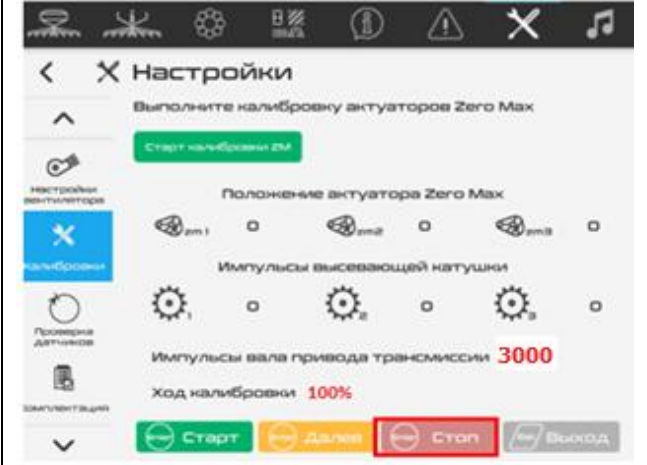 Настройки
Выполните калибровку актуаторов Zero Max
Старт калибровки ZM
Настройки
вентилятора
Положение актуатора Zero Max
zm1 0 zm2 0 zm3 0
калибровки
Импульсы высевающей катушки
1 0 2 0 3 0
Проверка
датчиков
Импульсы вала привода трансмиссии 3000
Ход калибровки 100%
комплектация
Старт Далее Стоп Выход